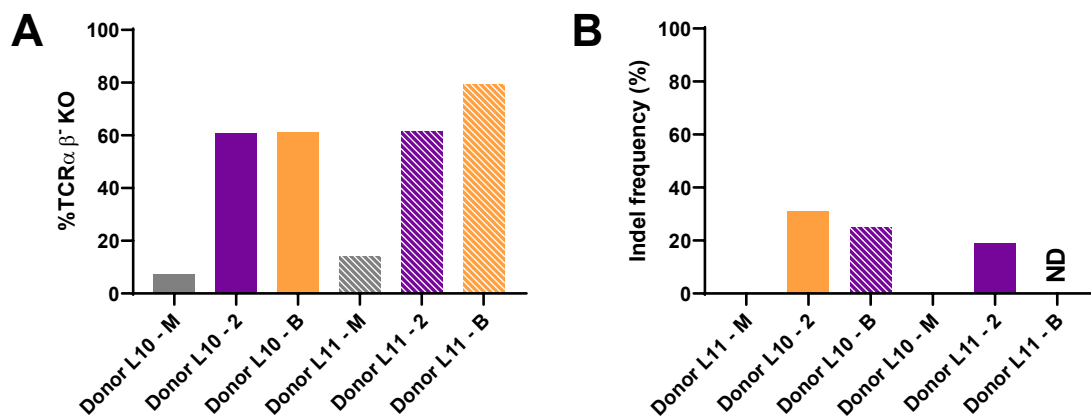 A
%TCRα β⁻ KO
100
80
60
40
20
0
Donor L10 - M
Donor L10 - 2
Donor L10 - B
Donor L11 - M
Donor L11 - 2
Donor L11 - B
B
Indel frequency (%)
100
80
60
40
20
0
ND
Donor L11 - M
Donor L10 - 2
Donor L10 - B
Donor L10 - M
Donor L11 - 2
Donor L11 - B